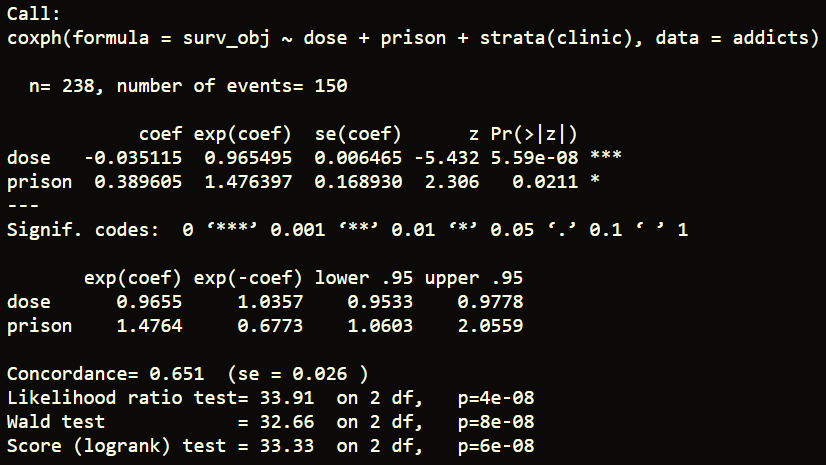 Call:
coxph(formula = surv_obj ~ dose + prison + strata(clinic), data = addicts)

  n= 238, number of events= 150

            coef exp(coef)  se(coef)      z Pr(>|z|)
dose   -0.035115  0.965495  0.006465 -5.432 5.59e-08 ***
prison  0.389605  1.476397  0.168930  2.306   0.0211 *
---
Signif. codes:  0 ‘***’ 0.001 ‘**’ 0.01 ‘*’ 0.05 ‘.’ 0.1 ‘ ’ 1

       exp(coef) exp(-coef) lower .95 upper .95
dose      0.9655     1.0357    0.9533    0.9778
prison    1.4764     0.6773    1.0603    2.0559

Concordance= 0.651  (se = 0.026 )
Likelihood ratio test= 33.91  on 2 df,   p=4e-08
Wald test            = 32.66  on 2 df,   p=8e-08
Score (logrank) test = 33.33  on 2 df,   p=6e-08